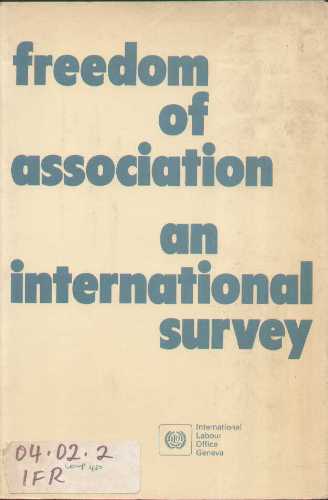 freedom
of
association
an
international
survey
International
Labour
Office
Geneva
04.02.2
IFR